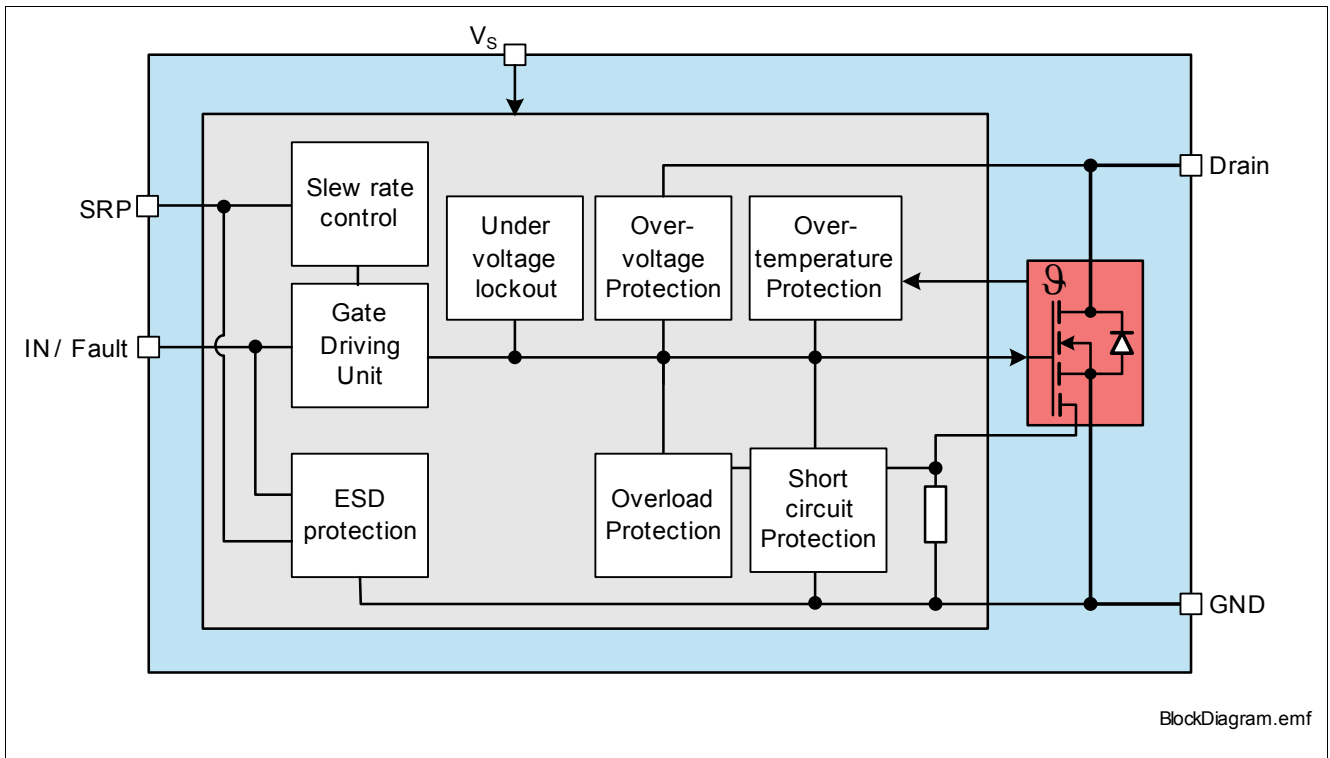 VS
SRP
Slew rate
control
Under
voltage
lockout
Over-
voltage
Protection
Over-
temperature
Protection
Drain
ϑ
IN / Fault
Gate
Driving
Unit
ESD
protection
Overload
Protection
Short
circuit
Protection
GND
BlockDiagram.emf